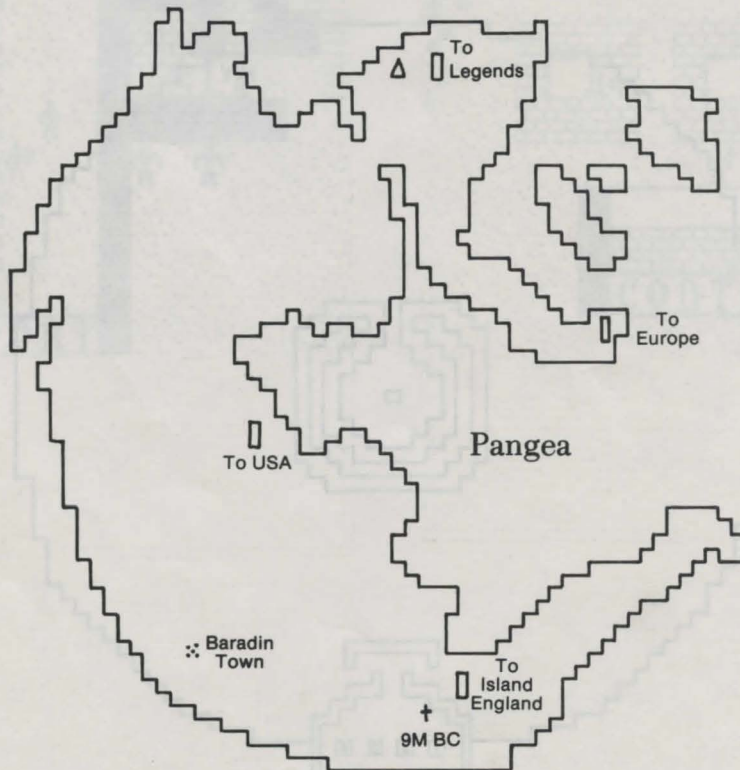 To
Legends
To
Europe
Pangea
To USA
Baradin
Town
To
Island
England
9M BC